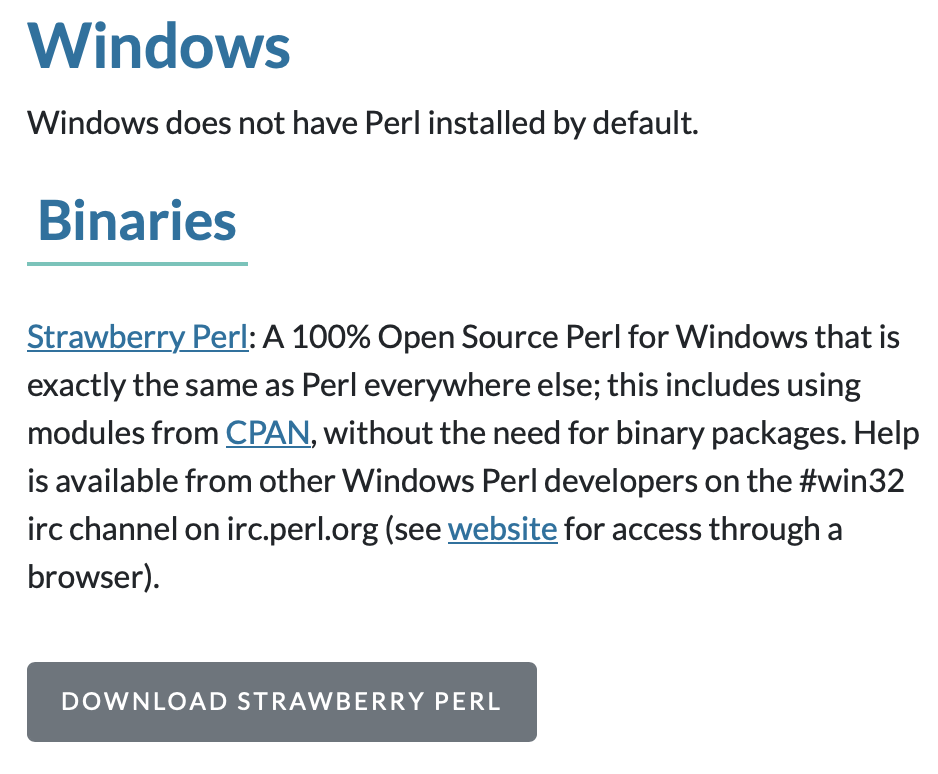 Windows
Windows does not have Perl installed by default.
Binaries
Strawberry Perl: A 100% Open Source Perl for Windows that is
exactly the same as Perl everywhere else; this includes using
modules from CPAN, without the need for binary packages. Help
is available from other Windows Perl developers on the #win32
irc channel on irc.perl.org (see website for access through a
browser).
DOWNLOAD STRAWBERRY PERL